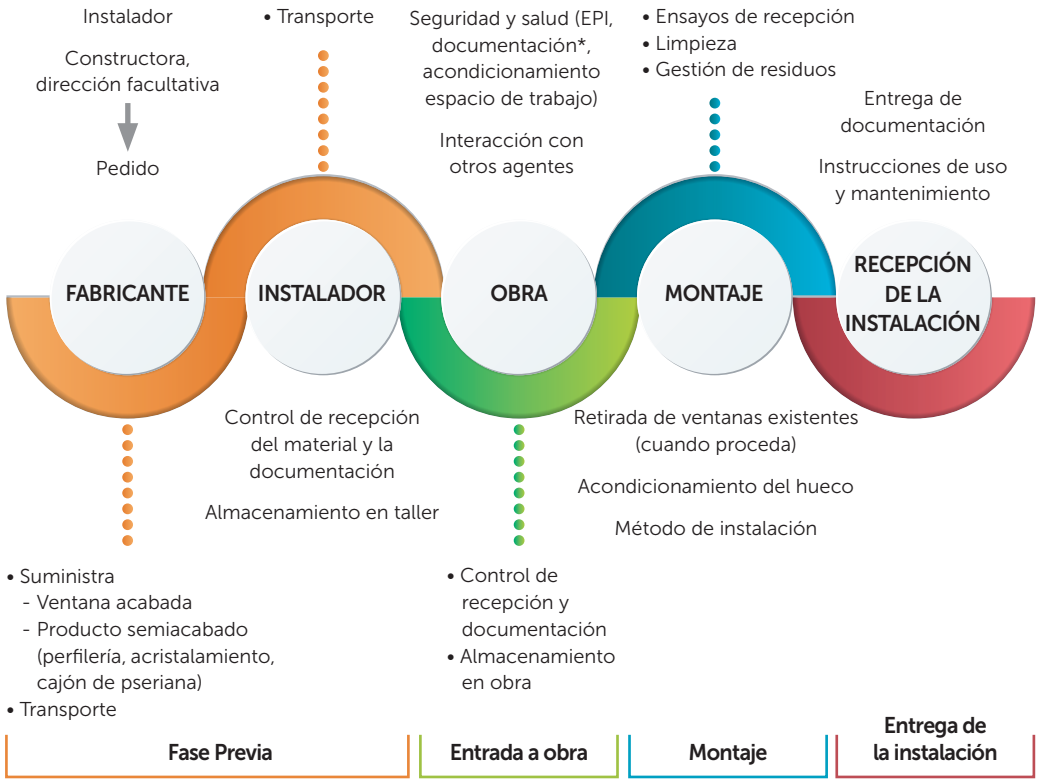 Instalador
Constructora,
dirección facultativa
Pedido
• Transporte
Seguridad y salud (EPI,
documentación*,
acondicionamiento
espacio de trabajo)
Interacción con
otros agentes
• Ensayos de recepción
• Limpieza
• Gestión de residuos
Entrega de
documentación
Instrucciones de uso
y mantenimiento
FABRICANTE
INSTALADOR
OBRA
MONTAJE
RECEPCIÓN
DE LA
INSTALACIÓN
Control de recepción
del material y la
documentación
Almacenamiento en taller
Retirada de ventanas existentes
(cuando proceda)
Acondicionamiento del hueco
Método de instalación
• Suministra
- Ventana acabada
- Producto semiacabado
(perfilería, acristalamiento,
cajón de pseriana)
• Transporte
• Control de
recepción y
documentación
• Almacenamiento
en obra
Fase Previa
Entrada a obra
Montaje
Entrega de
la instalación